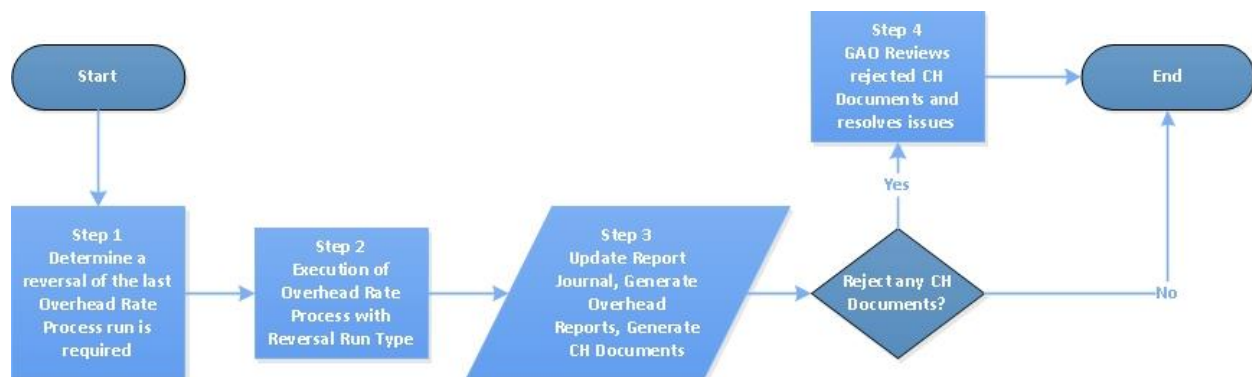 Start
Step 1
Determine a
reversal of the last
Overhead Rate
Process run is
required
Step 2
Execution of
Overhead Rate
Process with
Reversal Run Type
Step 3
Update Report
Journal, Generate
Overhead
Reports, Generate
CH Documents
Reject any CH
Documents?
Yes
Step 4
GAO Reviews
rejected CH
Documents and
resolves issues
No
End